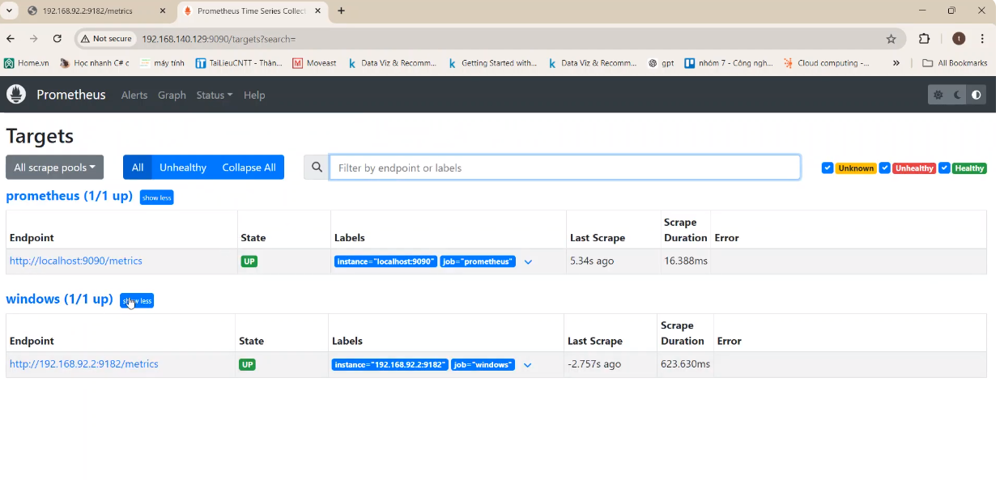 192.168.92.2:9182/metrics
Prometheus Time Series Collect
Not secure
192.168.140.129:9090/targets?search=
t
Home.vn
Học nhanh C# c
máy tính
TaiLieuCNTT - Thàn...
Moveast
Data Viz & Recomm...
Getting Started with...
Data Viz & Recomm...
gpt
nhóm 7 - Công ngh...
Cloud computing -...
»
All Bookmarks
Prometheus
Alerts
Graph
Status
Help
Targets
All scrape pools
All
Unhealthy
Collapse All
Filter by endpoint or labels
Unknown
Unhealthy
Healthy
prometheus (1/1 up)
show less
Endpoint
State
Labels
Last Scrape
Scrape
Duration
Error
http://localhost:9090/metrics
UP
instance="localhost:9090"
job="prometheus"
5.34s ago
16.388ms
windows (1/1 up)
show less
Endpoint
State
Labels
Last Scrape
Scrape
Duration
Error
http://192.168.92.2:9182/metrics
UP
instance="192.168.92.2:9182"
job="windows"
-2.757s ago
623.630ms